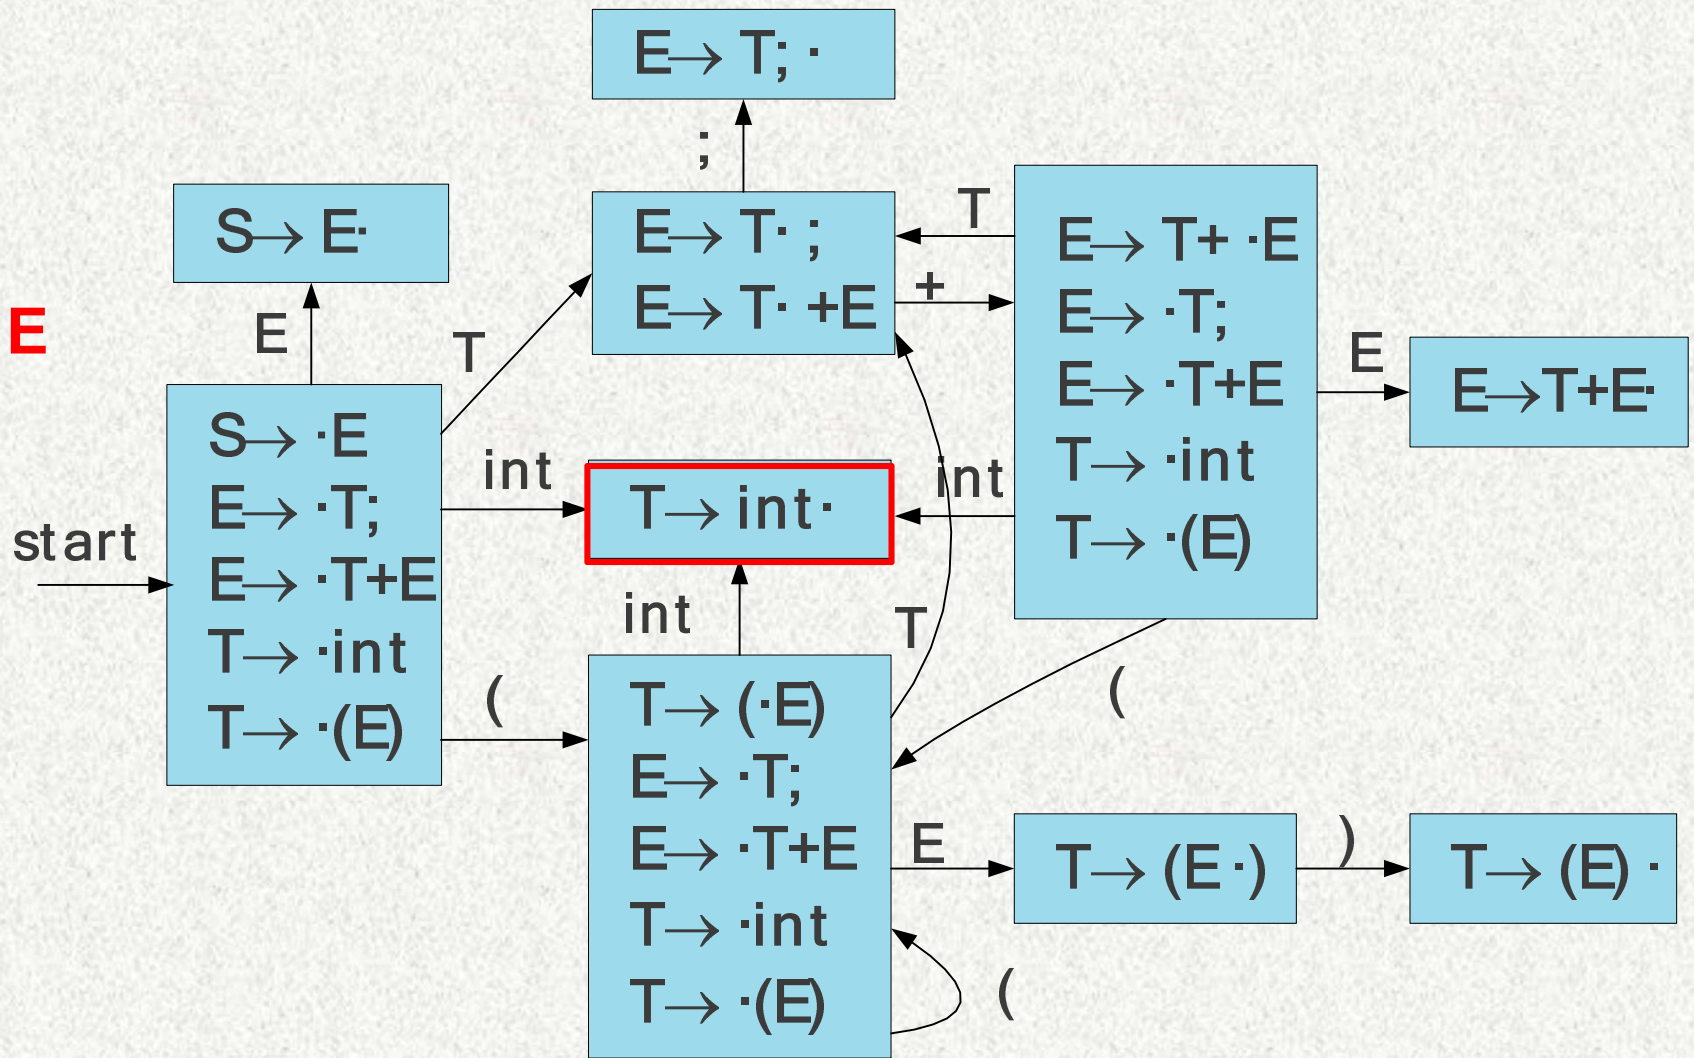 E→ T; ·
;
S→ E·
E→ T· ;
E→ T· +E
T
+
E→ T+ ·E
E→ ·T;
E→ ·T+E
T→ ·int
T→ ·(E)
E
E→T+E·
E
E
T
start
S→ ·E
E→ ·T;
E→ ·T+E
T→ ·int
T→ ·(E)
int
T→ int·
int
int
T
(
(
T→ (·E)
E→ ·T;
E→ ·T+E
T→ ·int
T→ ·(E)
E
T→ (E ·)
)
T→ (E) ·
(